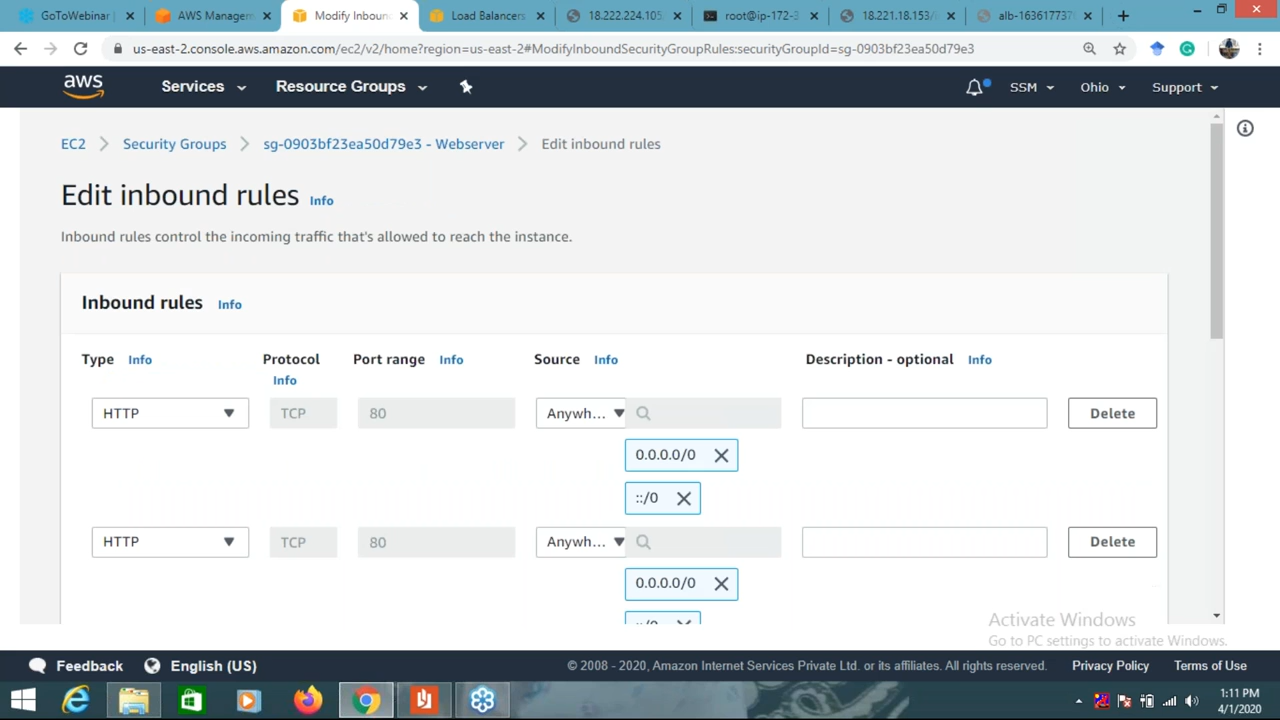 GoToWebinar
AWS Managem
Modify Inboun
Load Balancers
18.222.224.105
root@ip-172-3
18.221.18.153/
alb-1636177379
us-east-2.console.aws.amazon.com/ec2/v2/home?region=us-east-2#ModifyInboundSecurityGroupRules:securityGroupId=sg-0903bf23ea50d79e3
aws Services Resource Groups SSM Ohio Support
EC2 Security Groups sg-0903bf23ea50d79e3 - Webserver Edit inbound rules
Edit inbound rules Info
Inbound rules control the incoming traffic that's allowed to reach the instance.
Inbound rules Info
Type Info Protocol Info Port range Info Source Info Description - optional Info
HTTP TCP 80 Anywh... Delete
0.0.0.0/0
::/0
HTTP TCP 80 Anywh... Delete
0.0.0.0/0
::/0
Activate Windows
Go to PC settings to activate Windows.
Feedback English (US) © 2008 - 2020, Amazon Internet Services Private Ltd. or its affiliates. All rights reserved. Privacy Policy Terms of Use
1:11 PM
4/1/2020